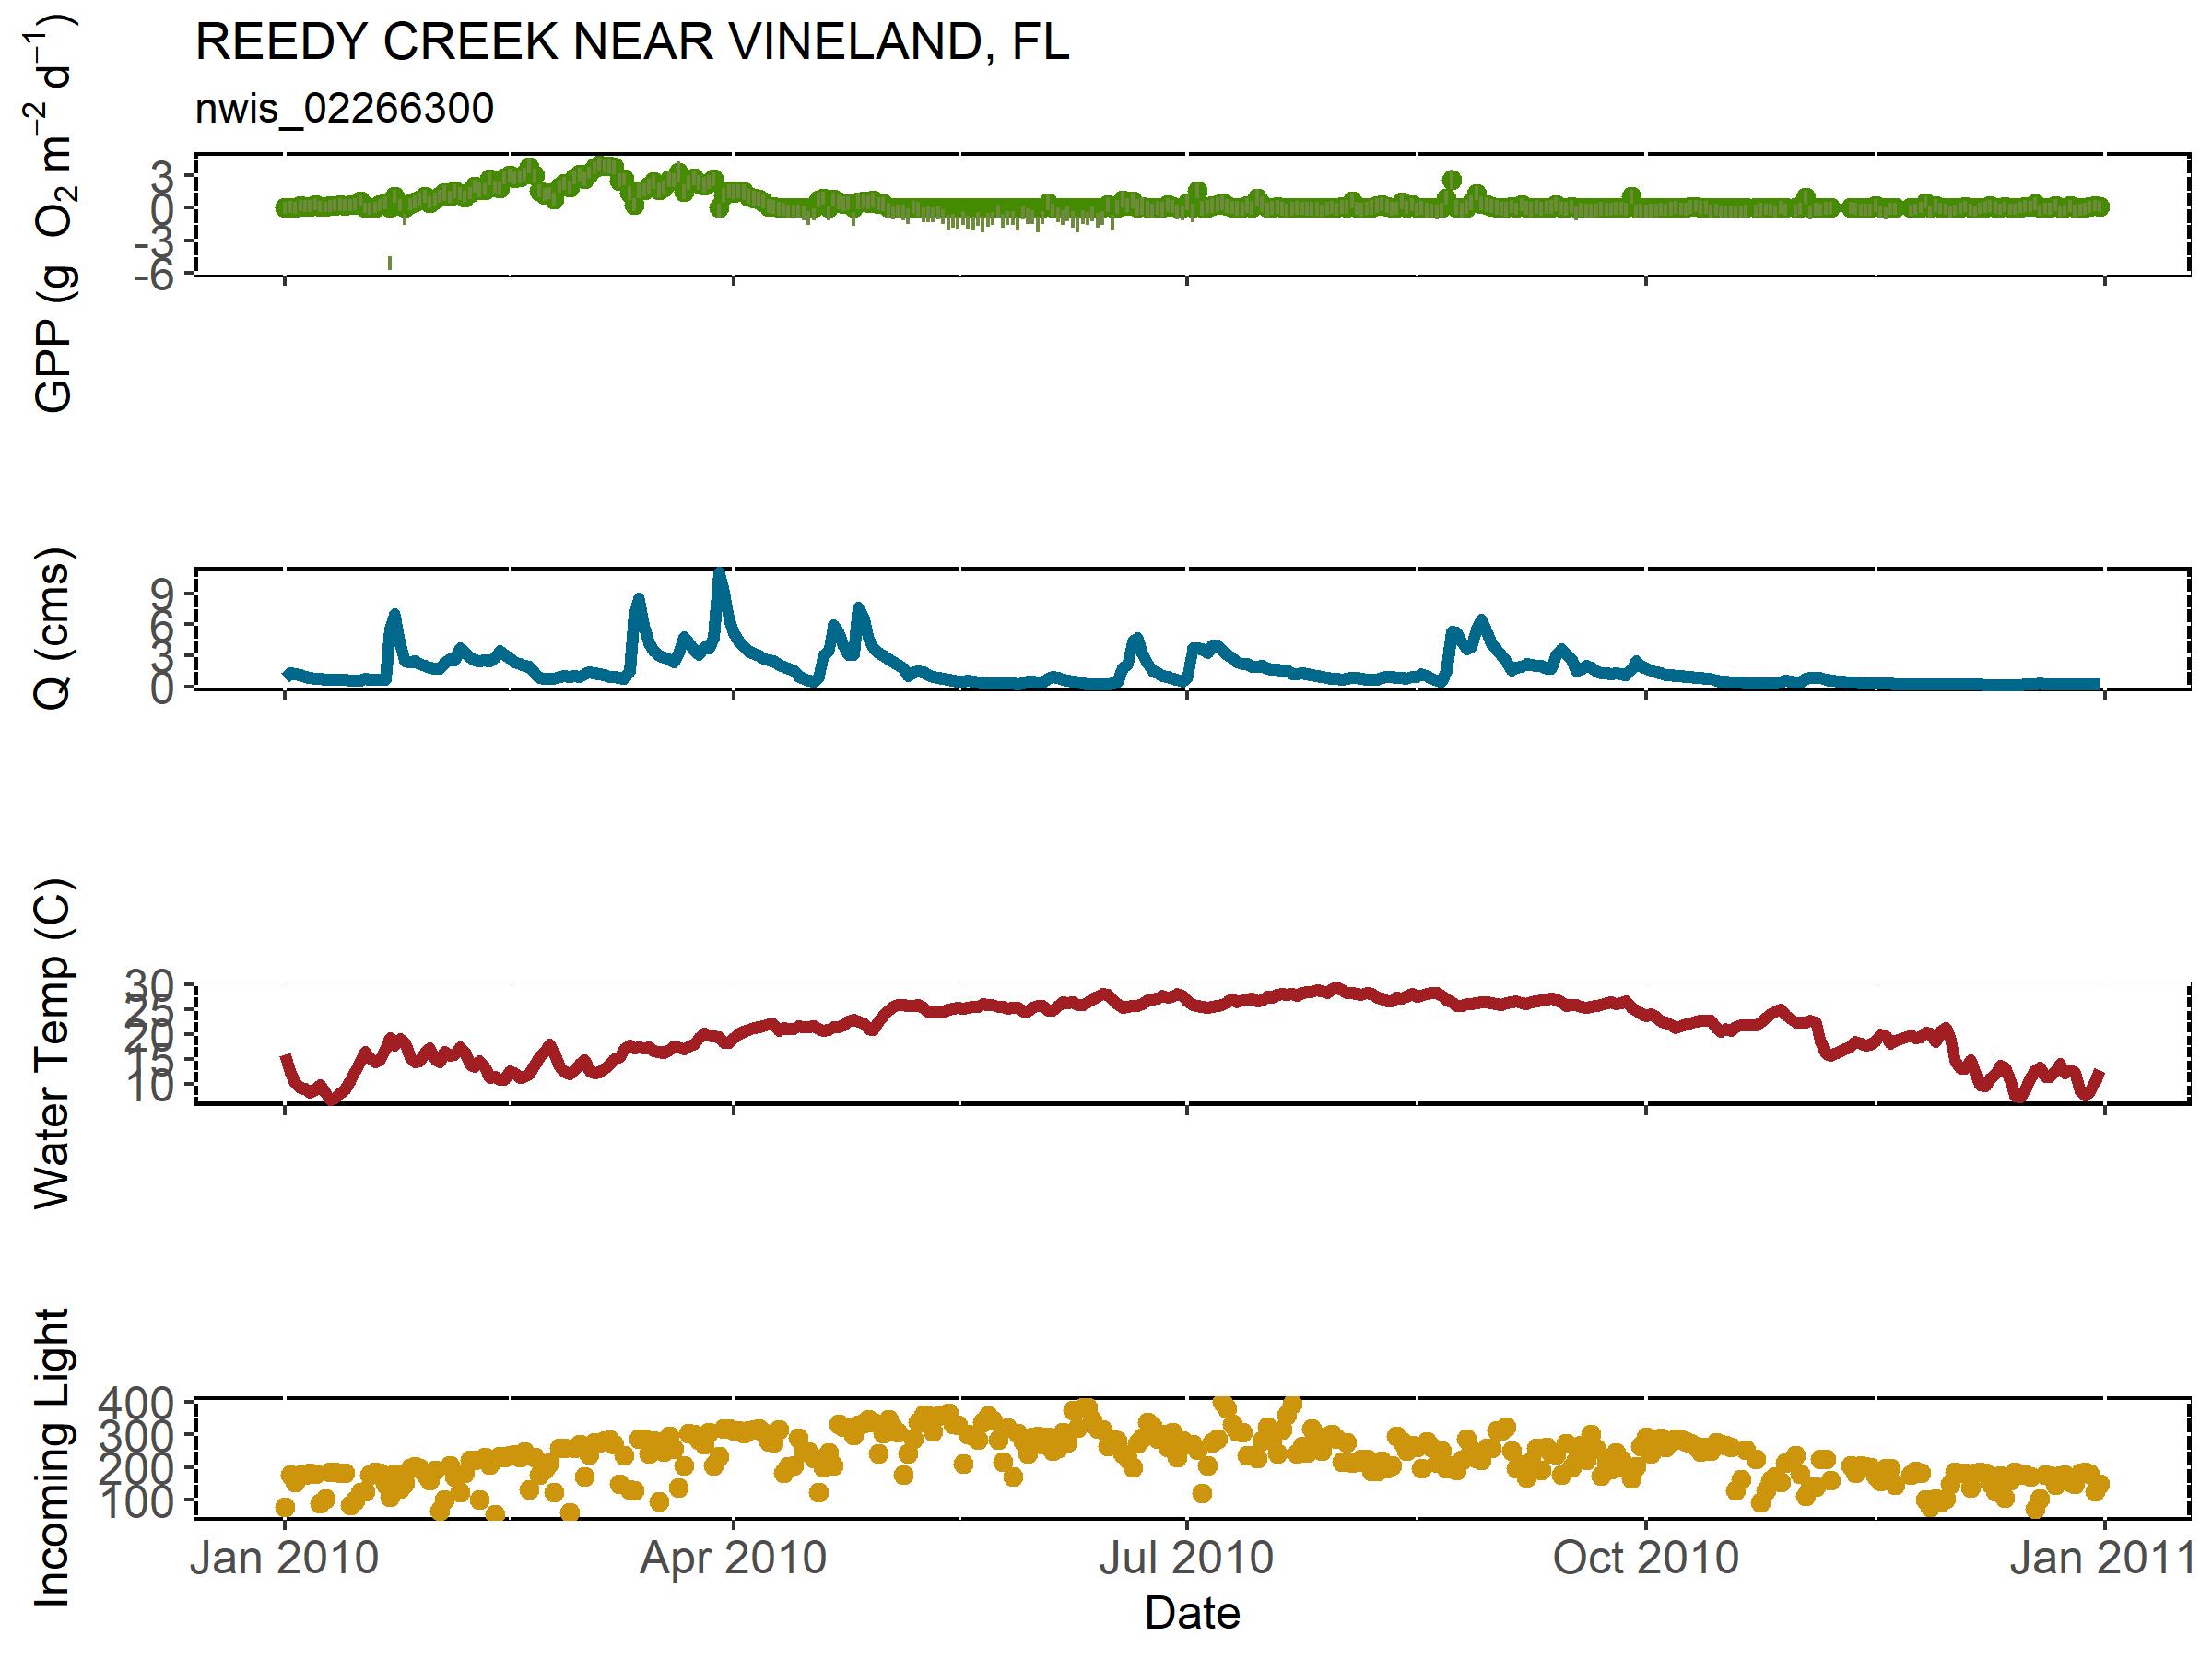 REEDY CREEK NEAR VINELAND, FL
nwis_02266300
GPP (g O₂ m⁻² d⁻¹)
3
0
-3
-6
Q (cms)
9
6
3
0
Water Temp (C)
30
25
20
15
10
Incoming Light
400
300
200
100
Jan 2010 Apr 2010 Jul 2010 Oct 2010 Jan 2011
Date